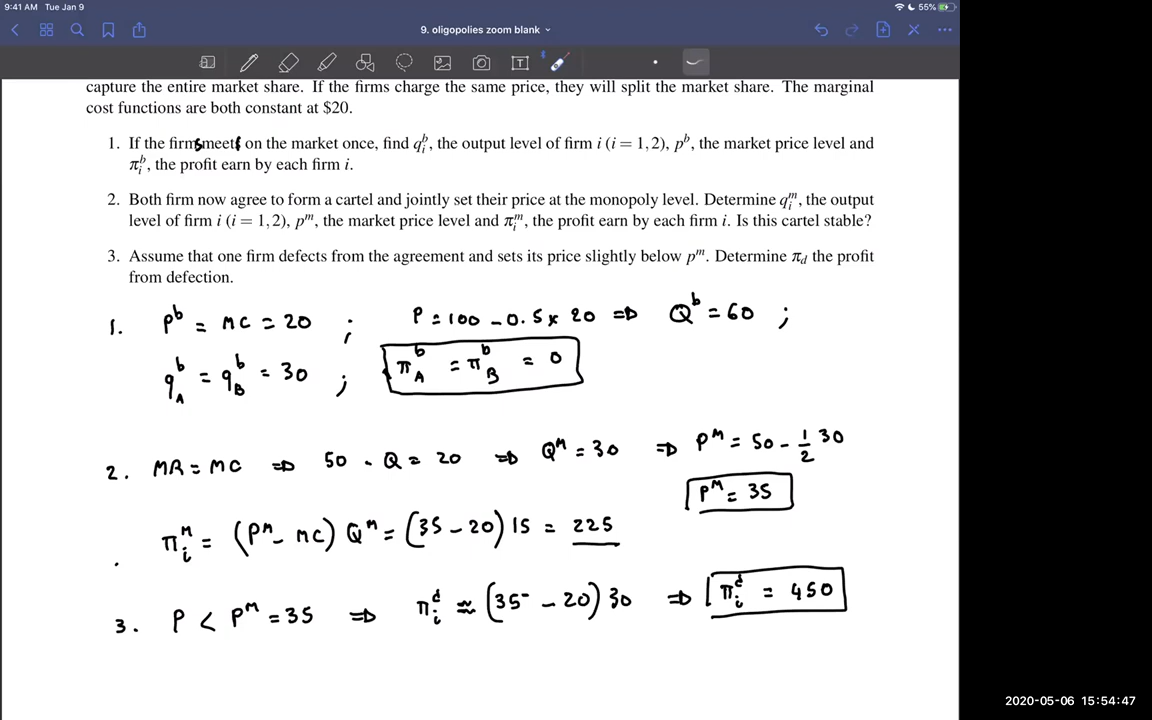 9:41 AM Tue Jan 9
55%
9. oligopolies zoom blank
capture the entire market share. If the firms charge the same price, they will split the market share. The marginal
cost functions are both constant at $20.
1. If the firms meet on the market once, find q_i^b, the output level of firm i (i = 1,2), p^b, the market price level and
π_i^b, the profit earn by each firm i.
2. Both firm now agree to form a cartel and jointly set their price at the monopoly level. Determine q_i^m, the output
level of firm i (i = 1,2), p^m, the market price level and π_i^m, the profit earn by each firm i. Is this cartel stable?
3. Assume that one firm defects from the agreement and sets its price slightly below p^m. Determine π_d the profit
from defection.
1. P^b = MC = 20 ; P = 100 - 0.5 x 20 => Q^b = 60 ;
q_A^b = q_B^b = 30 ; π_A^b = π_B^b = 0
2. MR = MC => 50 - Q = 20 => Q^M = 30 => P^M = 50 - 1/2 30
P^M = 35
π_i^M = (P^M - MC) Q^M = (35 - 20) 15 = 225
3. P < P^M = 35 => π_i^d ≈ (35^- - 20) 30 => π_i^d = 450
2020-05-06 15:54:47